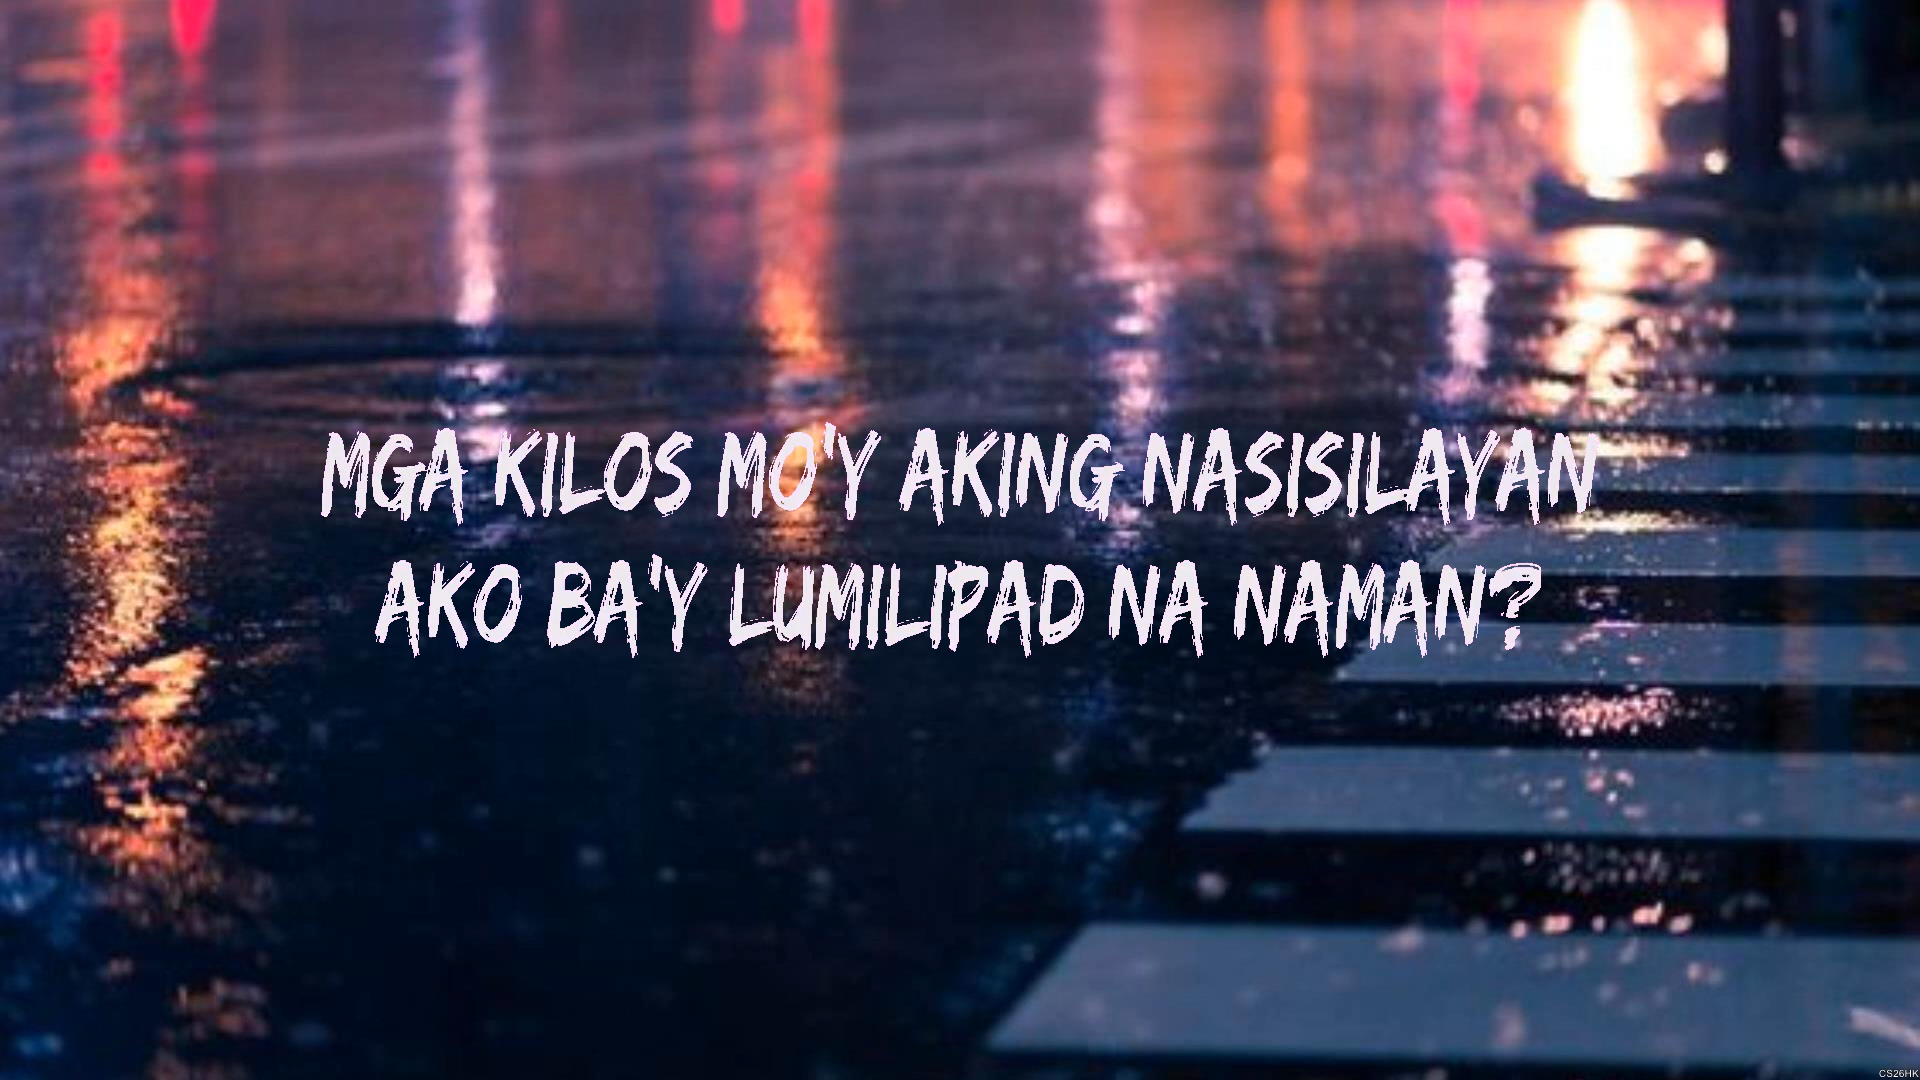 MGA KILOS MO'Y AKING NASISILAYAN
AKO BA'Y LUMILIPAD NA NAMAN?
CS26HK